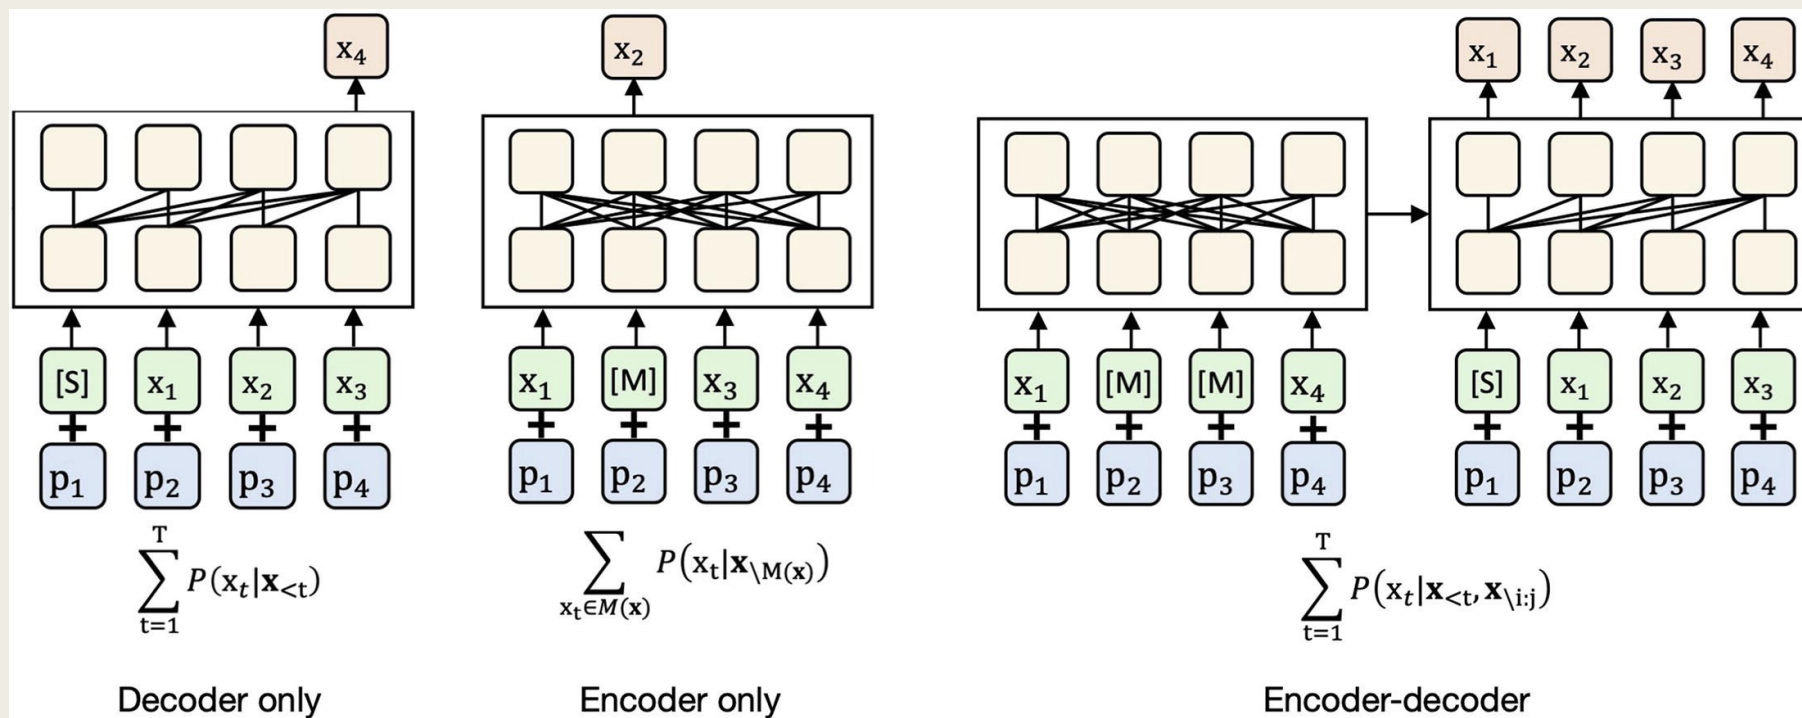 x₄
[S] x₁ x₂ x₃
+ + + +
p₁ p₂ p₃ p₄
T
∑ P(xₜ|x<t)
t=1
Decoder only
x₂
x₁ [M] x₃ x₄
+ + + +
p₁ p₂ p₃ p₄
∑ P(xₜ|x\M(x))
xₜ∈M(x)
Encoder only
x₁ x₂ x₃ x₄
x₁ [M] [M] x₄ [S] x₁ x₂ x₃
+ + + + + + + +
p₁ p₂ p₃ p₄ p₁ p₂ p₃ p₄
T
∑ P(xₜ|x<t, x\i:j)
t=1
Encoder-decoder